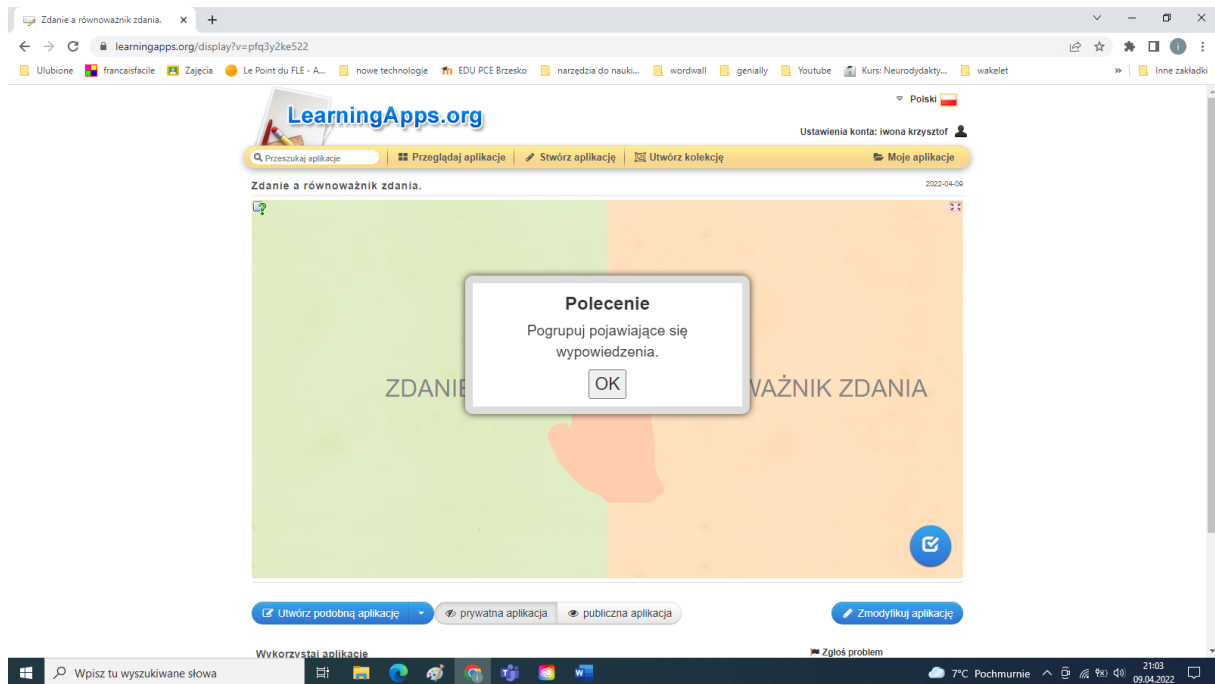 Zdanie a równoważnik zdania.
learningapps.org/display?v=pfq3y2ke522
Ulubione francaisfacile Zajęcia Le Point du FLE - A... nowe technologie EDU PCE Brzesko narzędzia do nauki... wordwall genially Youtube Kurs: Neurodydakty... wakelet » Inne zakładki
Polski
LearningApps.org
Ustawienia konta: iwona krzysztof
Przeszukaj aplikacje Przeglądaj aplikacje Stwórz aplikację Utwórz kolekcję Moje aplikacje
Zdanie a równoważnik zdania. 2022-04-09
Polecenie
Pogrupuj pojawiające się
wypowiedzenia.
OK
ZDANIE WAŻNIK ZDANIA
Utwórz podobną aplikację prywatna aplikacja publiczna aplikacja Zmodyfikuj aplikację
Wykorzystaj aplikację Zgłoś problem
Wpisz tu wyszukiwane słowa 7°C Pochmurnie 21:03
09.04.2022